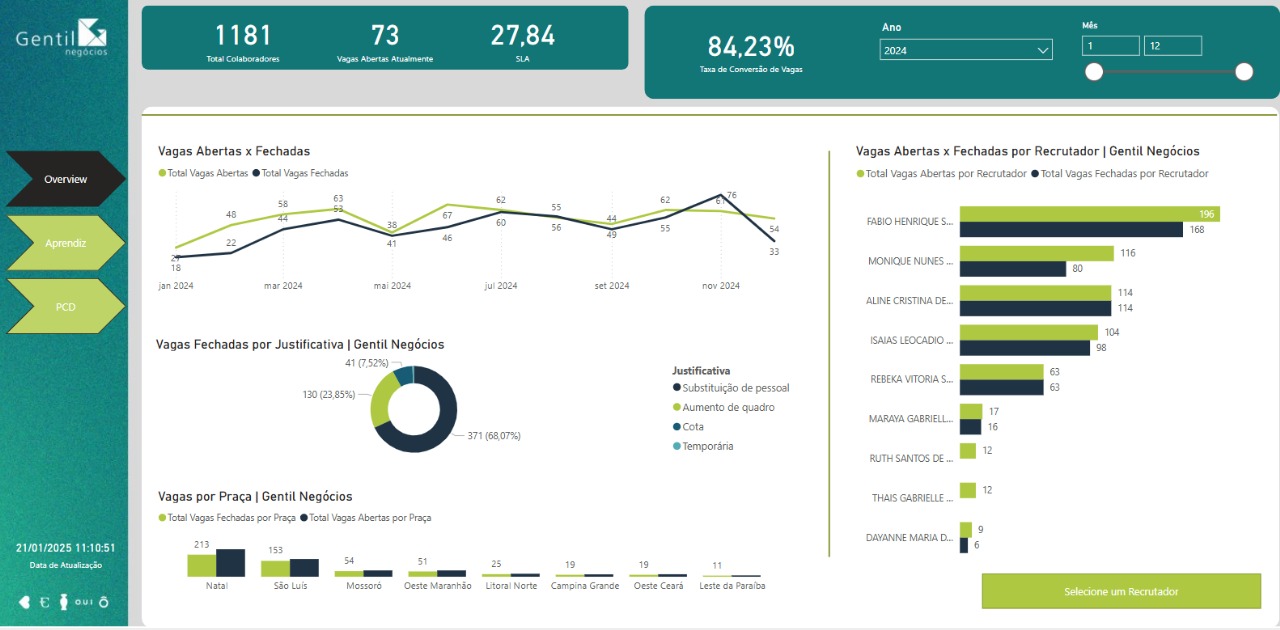 Gentil
negócios
1181
Total Colaboradores
73
Vagas Abertas Atualmente
27,84
SLA
84,23%
Taxa de Conversão de Vagas
Ano
2024
Mês
1
12
Overview
Aprendiz
PCD
21/01/2025 11:10:51
Data de Atualização
QUI
Vagas Abertas x Fechadas
Total Vagas Abertas
Total Vagas Fechadas
48
58
63
53
38
67
62
55
44
62
76
54
18
22
44
41
46
60
56
49
55
33
jan 2024
mar 2024
mai 2024
jul 2024
set 2024
nov 2024
Vagas Fechadas por Justificativa | Gentil Negócios
41 (7,52%)
130 (23,85%)
371 (68,07%)
Justificativa
Substituição de pessoal
Aumento de quadro
Cota
Temporária
Vagas por Praça | Gentil Negócios
Total Vagas Fechadas por Praça
Total Vagas Abertas por Praça
213
153
54
51
25
19
19
11
Natal
São Luís
Mossoró
Oeste Maranhão
Litoral Norte
Campina Grande
Oeste Ceará
Leste da Paraíba
Vagas Abertas x Fechadas por Recrutador | Gentil Negócios
Total Vagas Abertas por Recrutador
Total Vagas Fechadas por Recrutador
FABIO HENRIQUE S...
196
168
MONIQUE NUNES ...
116
80
ALINE CRISTINA DE...
114
114
ISAIAS LEOCADIO ...
104
98
REBEKA VITORIA S...
63
63
MARAYA GABRIELL...
17
16
RUTH SANTOS DE ...
12
THAIS GABRIELLE ...
12
DAYANNE MARIA D...
9
6
Selecione um Recrutador